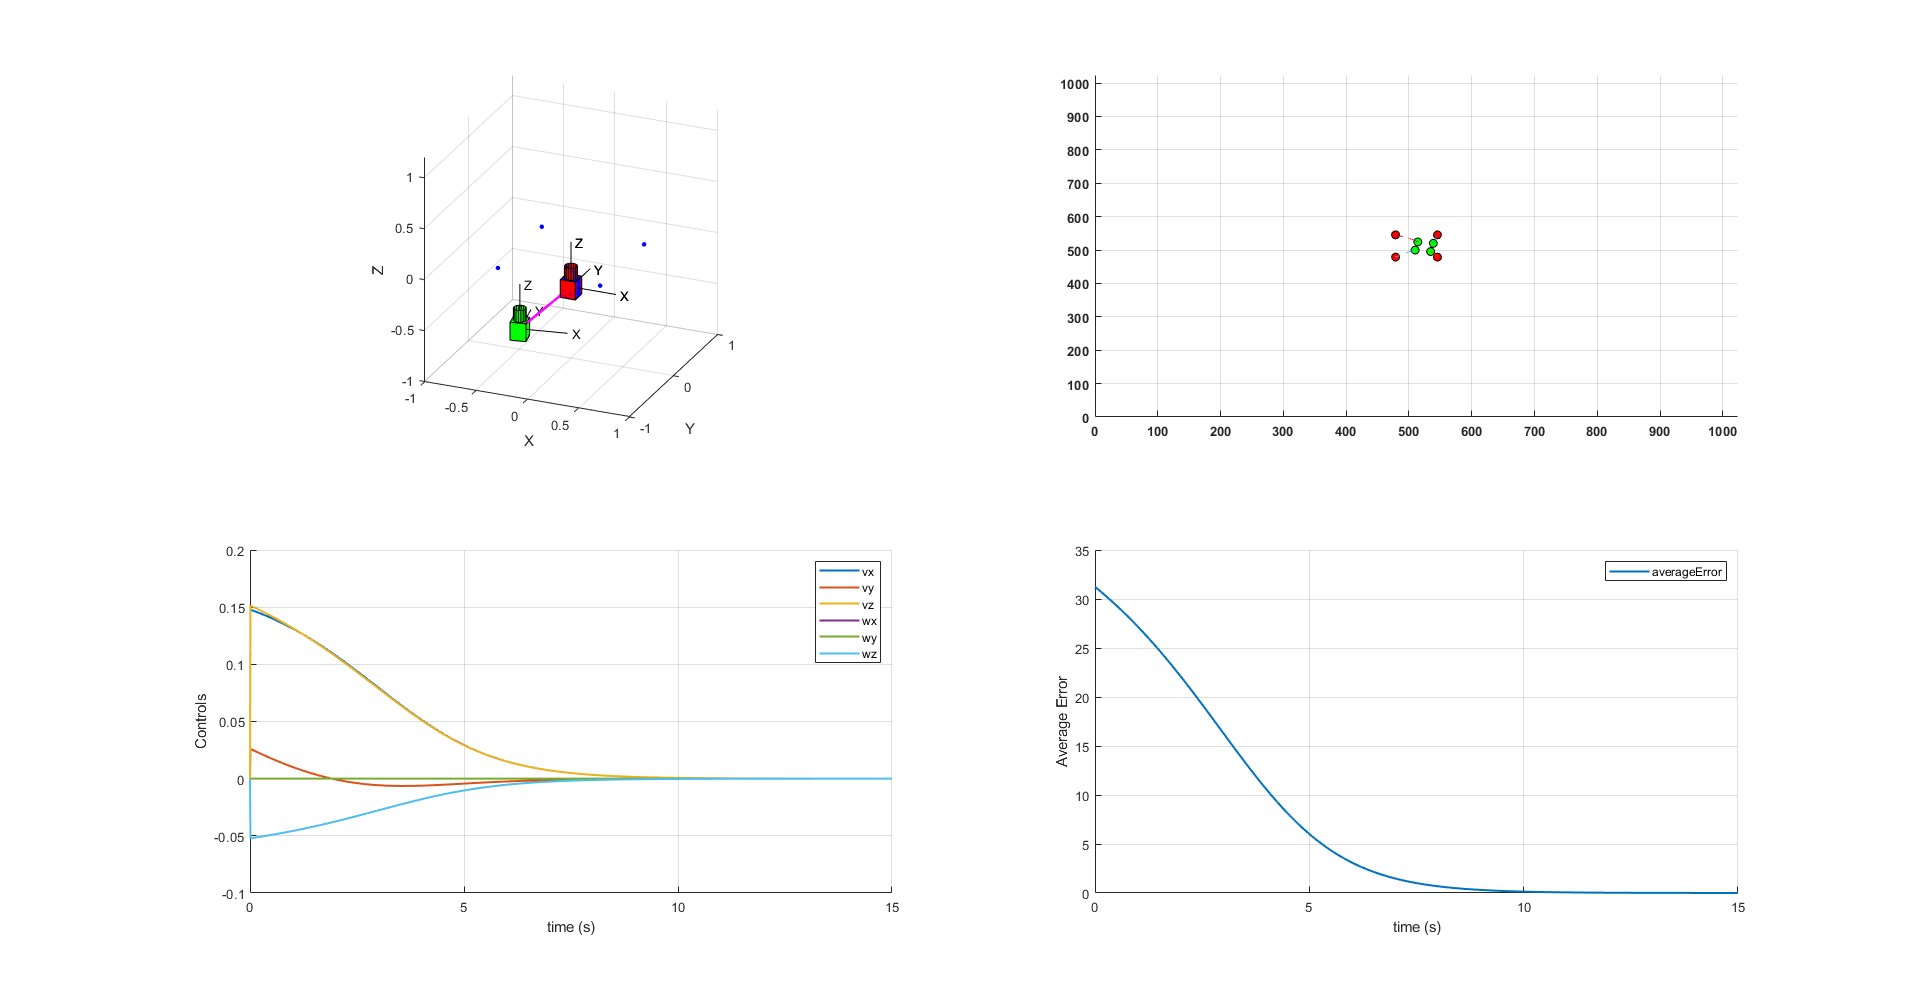 1
0.5
0
-0.5
-1
Z
Z
Y
X
Z
Y
X
-1
-0.5
0
0.5
1
X
-1
0
1
Y
1000
900
800
700
600
500
400
300
200
100
0
0 100 200 300 400 500 600 700 800 900 1000
0.2
0.15
0.1
0.05
0
-0.05
-0.1
Controls
vx
vy
vz
wx
wy
wz
0 5 10 15
time (s)
35
30
25
20
15
10
5
0
Average Error
averageError
0 5 10 15
time (s)